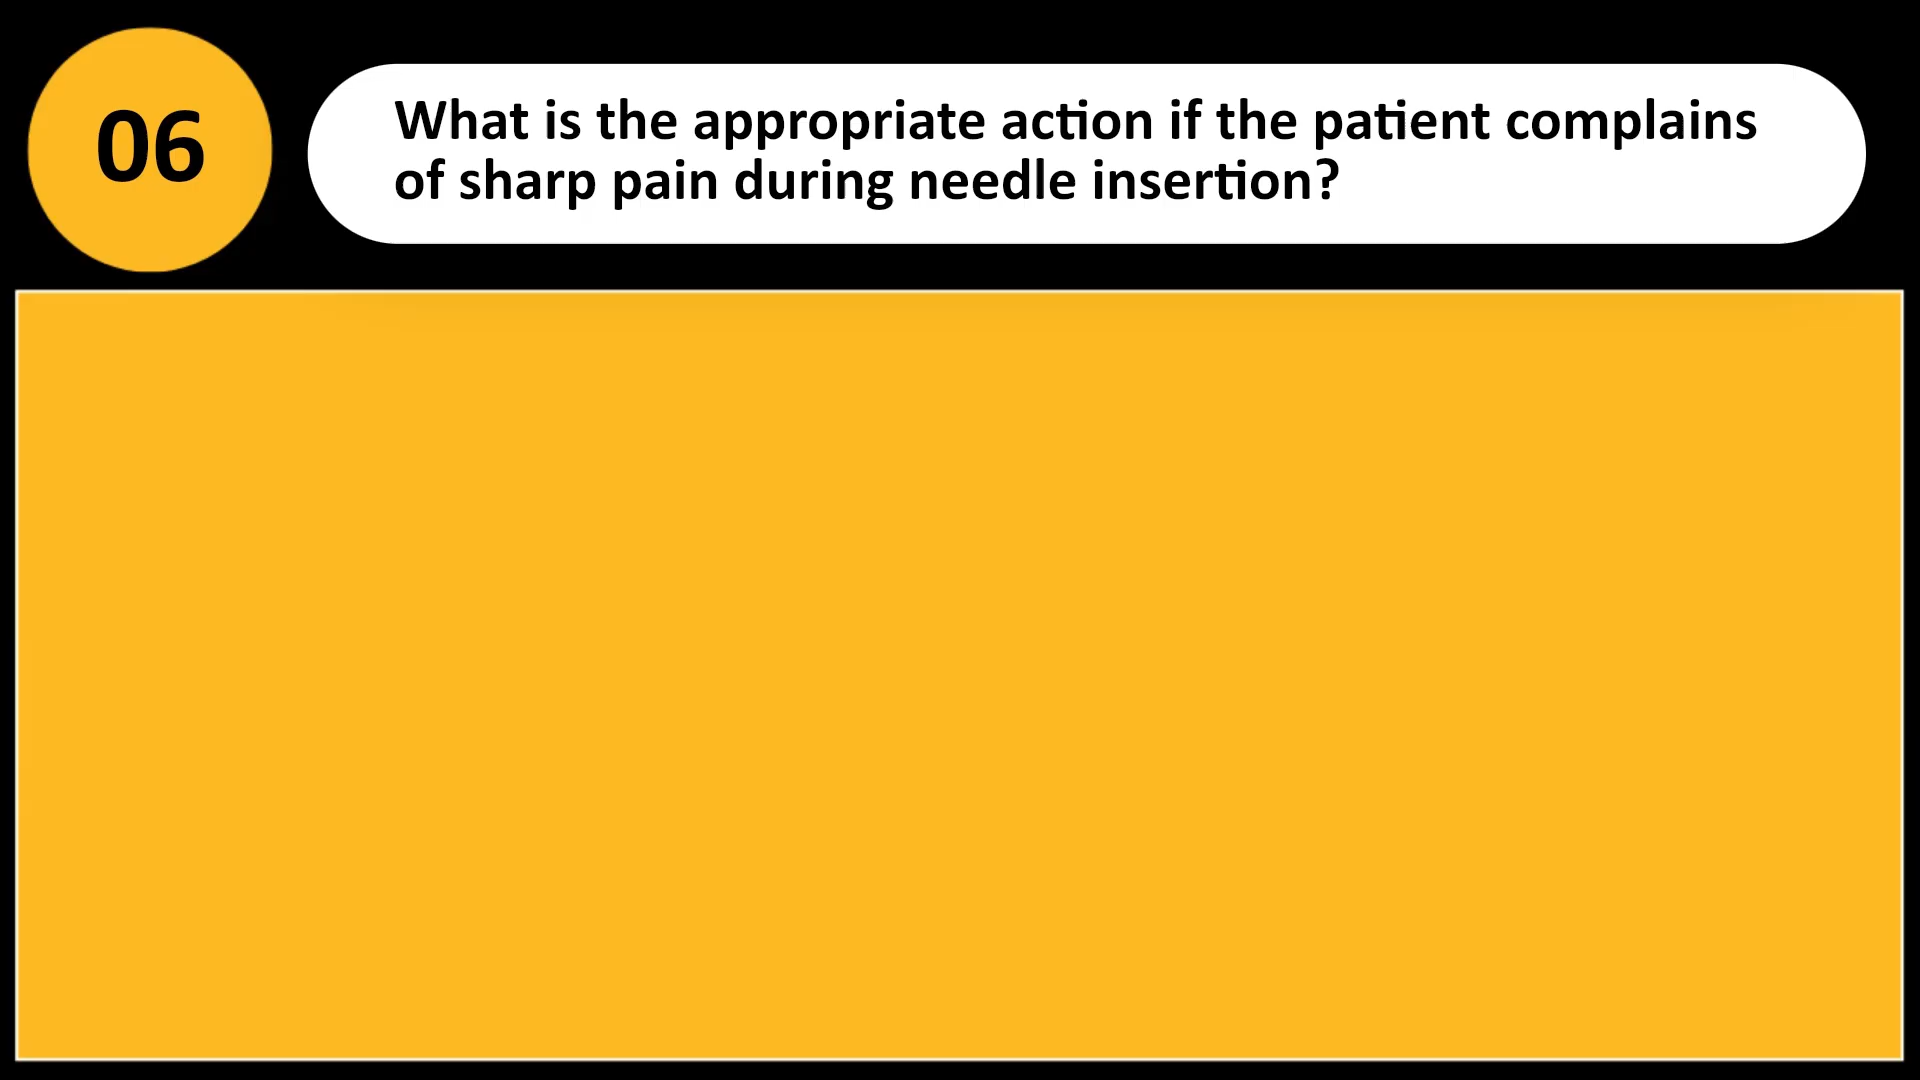 06
What is the appropriate action if the patient complains
of sharp pain during needle insertion?